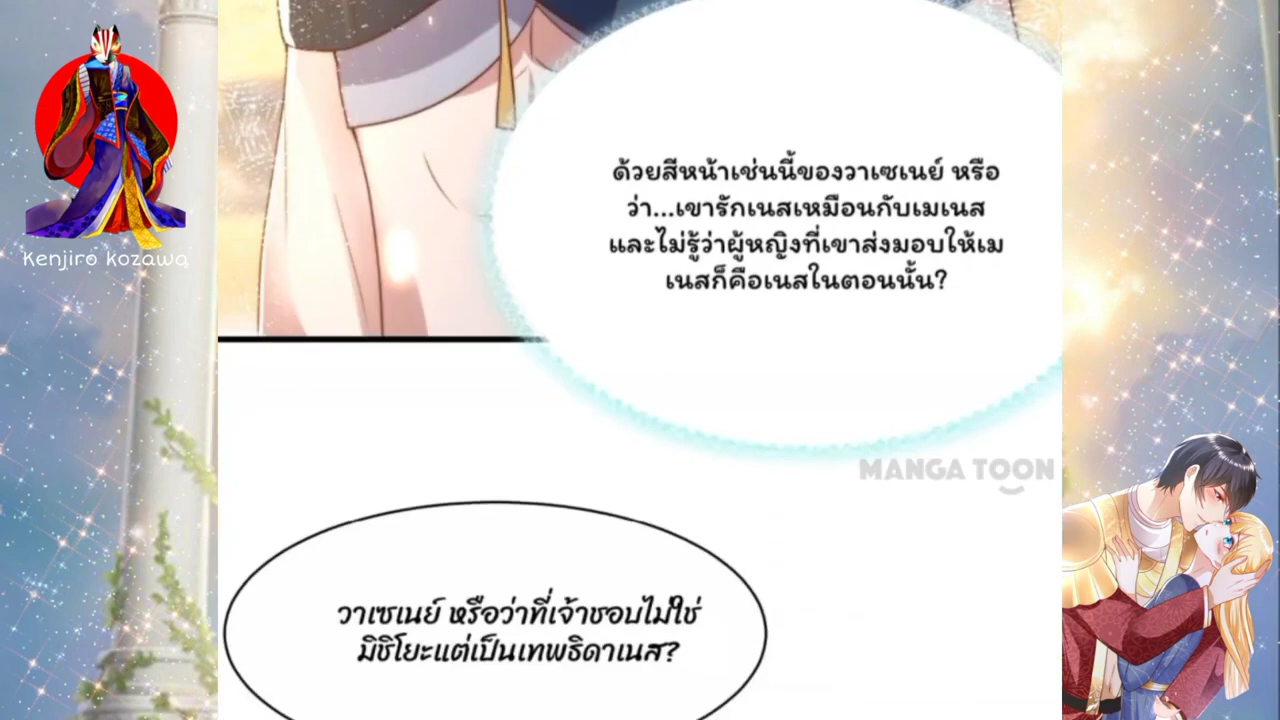 ด้วยสีหน้าเช่นนี้ของวาเซเนย์ หรือ
ว่า...เขารักเนสเหมือนกับเมเนส
และไม่รู้ว่าผู้หญิงที่เขาส่งมอบให้เม
เนสก็คือเนสในตอนนั้น?
Kenjiro kozawa
MANGA TOON
วาเซเนย์ หรือว่าที่เจ้าชอบไม่ใช่
มิชิโยะแต่เป็นเทพธิดาเนส?